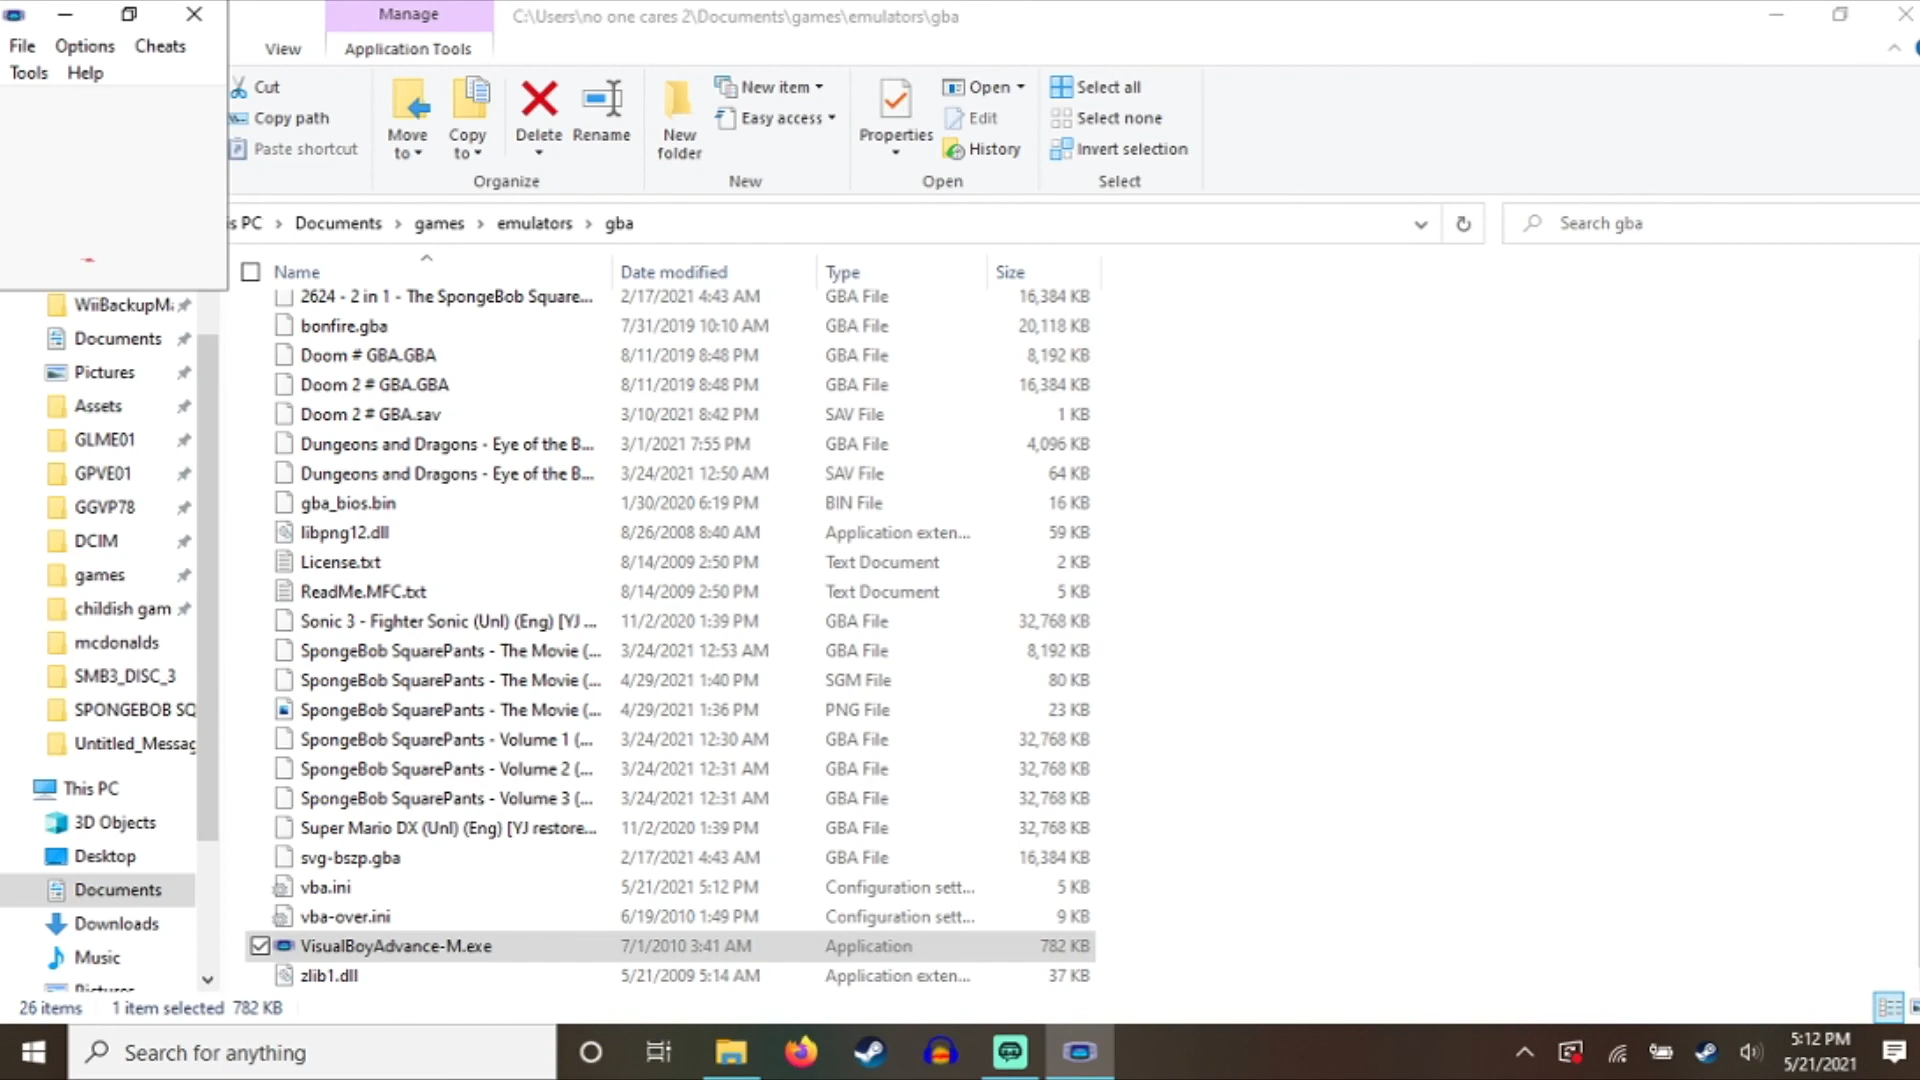 File Options Cheats
Tools Help
Manage
C:\Users\no one cares 2\Documents\games\emulators\gba
View
Application Tools
Cut
Copy path
Paste shortcut
Move to
Copy to
Delete
Rename
Organize
New folder
New item
Easy access
New
Properties
Open
Edit
History
Open
Select all
Select none
Invert selection
Select
is PC › Documents › games › emulators › gba
Search gba
Name Date modified Type Size
2624 - 2 in 1 - The SpongeBob Square... 2/17/2021 4:43 AM GBA File 16,384 KB
bonfire.gba 7/31/2019 10:10 AM GBA File 20,118 KB
Doom # GBA.GBA 8/11/2019 8:48 PM GBA File 8,192 KB
Doom 2 # GBA.GBA 8/11/2019 8:48 PM GBA File 16,384 KB
Doom 2 # GBA.sav 3/10/2021 8:42 PM SAV File 1 KB
Dungeons and Dragons - Eye of the B... 3/1/2021 7:55 PM GBA File 4,096 KB
Dungeons and Dragons - Eye of the B... 3/24/2021 12:50 AM SAV File 64 KB
gba_bios.bin 1/30/2020 6:19 PM BIN File 16 KB
libpng12.dll 8/26/2008 8:40 AM Application exten... 59 KB
License.txt 8/14/2009 2:50 PM Text Document 2 KB
ReadMe.MFC.txt 8/14/2009 2:50 PM Text Document 5 KB
Sonic 3 - Fighter Sonic (Unl) (Eng) [YJ ... 11/2/2020 1:39 PM GBA File 32,768 KB
SpongeBob SquarePants - The Movie (... 3/24/2021 12:53 AM GBA File 8,192 KB
SpongeBob SquarePants - The Movie (... 4/29/2021 1:40 PM SGM File 80 KB
SpongeBob SquarePants - The Movie (... 4/29/2021 1:36 PM PNG File 23 KB
SpongeBob SquarePants - Volume 1 (... 3/24/2021 12:30 AM GBA File 32,768 KB
SpongeBob SquarePants - Volume 2 (... 3/24/2021 12:31 AM GBA File 32,768 KB
SpongeBob SquarePants - Volume 3 (... 3/24/2021 12:31 AM GBA File 32,768 KB
Super Mario DX (Unl) (Eng) [YJ restore... 11/2/2020 1:39 PM GBA File 32,768 KB
svg-bszp.gba 2/17/2021 4:43 AM GBA File 16,384 KB
vba.ini 5/21/2021 5:12 PM Configuration sett... 5 KB
vba-over.ini 6/19/2010 1:49 PM Configuration sett... 9 KB
VisualBoyAdvance-M.exe 7/1/2010 3:41 AM Application 782 KB
zlib1.dll 5/21/2009 5:14 AM Application exten... 37 KB
WiiBackupMa
Documents
Pictures
Assets
GLME01
GPVE01
GGVP78
DCIM
games
childish gam
mcdonalds
SMB3_DISC_3
SPONGEBOB SQ
Untitled_Messag
This PC
3D Objects
Desktop
Documents
Downloads
Music
Pictures
26 items 1 item selected 782 KB
Search for anything
5:12 PM
5/21/2021